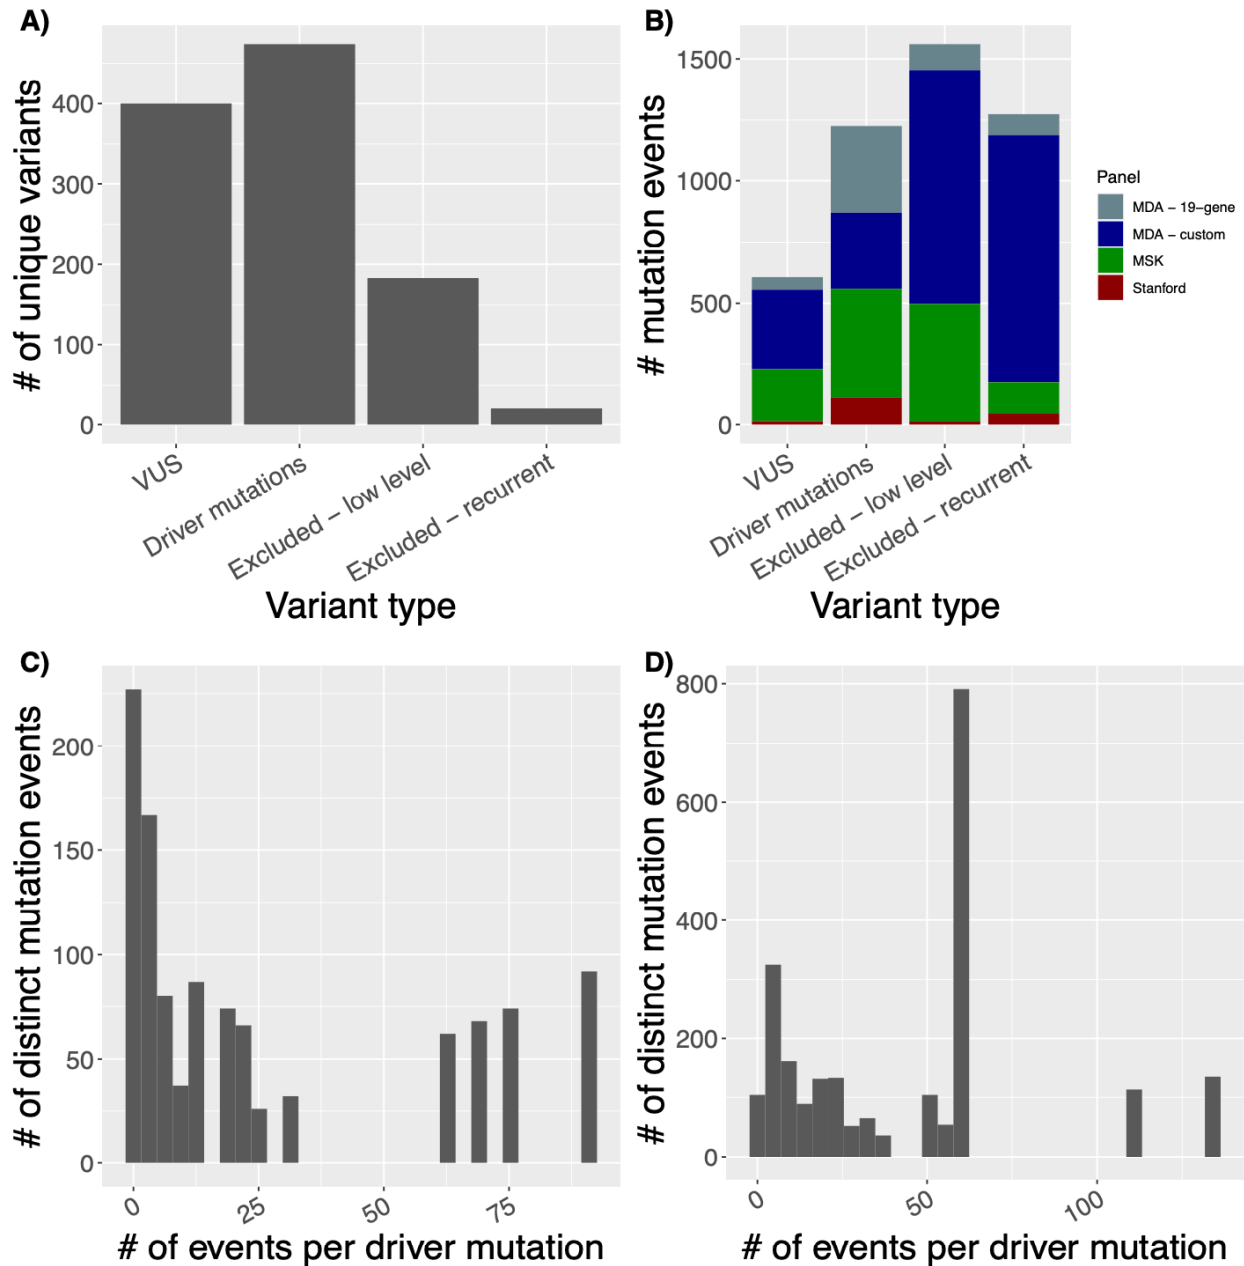 A)
# of unique variants
400
300
200
100
0
VUS
Driver mutations
Excluded – low level
Excluded – recurrent
Variant type
B)
# mutation events
1500
1000
500
0
VUS
Driver mutations
Excluded – low level
Excluded – recurrent
Variant type
Panel
MDA – 19–gene
MDA – custom
MSK
Stanford
C)
# of distinct mutation events
200
150
100
50
0
0
25
50
75
# of events per driver mutation
D)
# of distinct mutation events
800
600
400
200
0
0
50
100
# of events per driver mutation